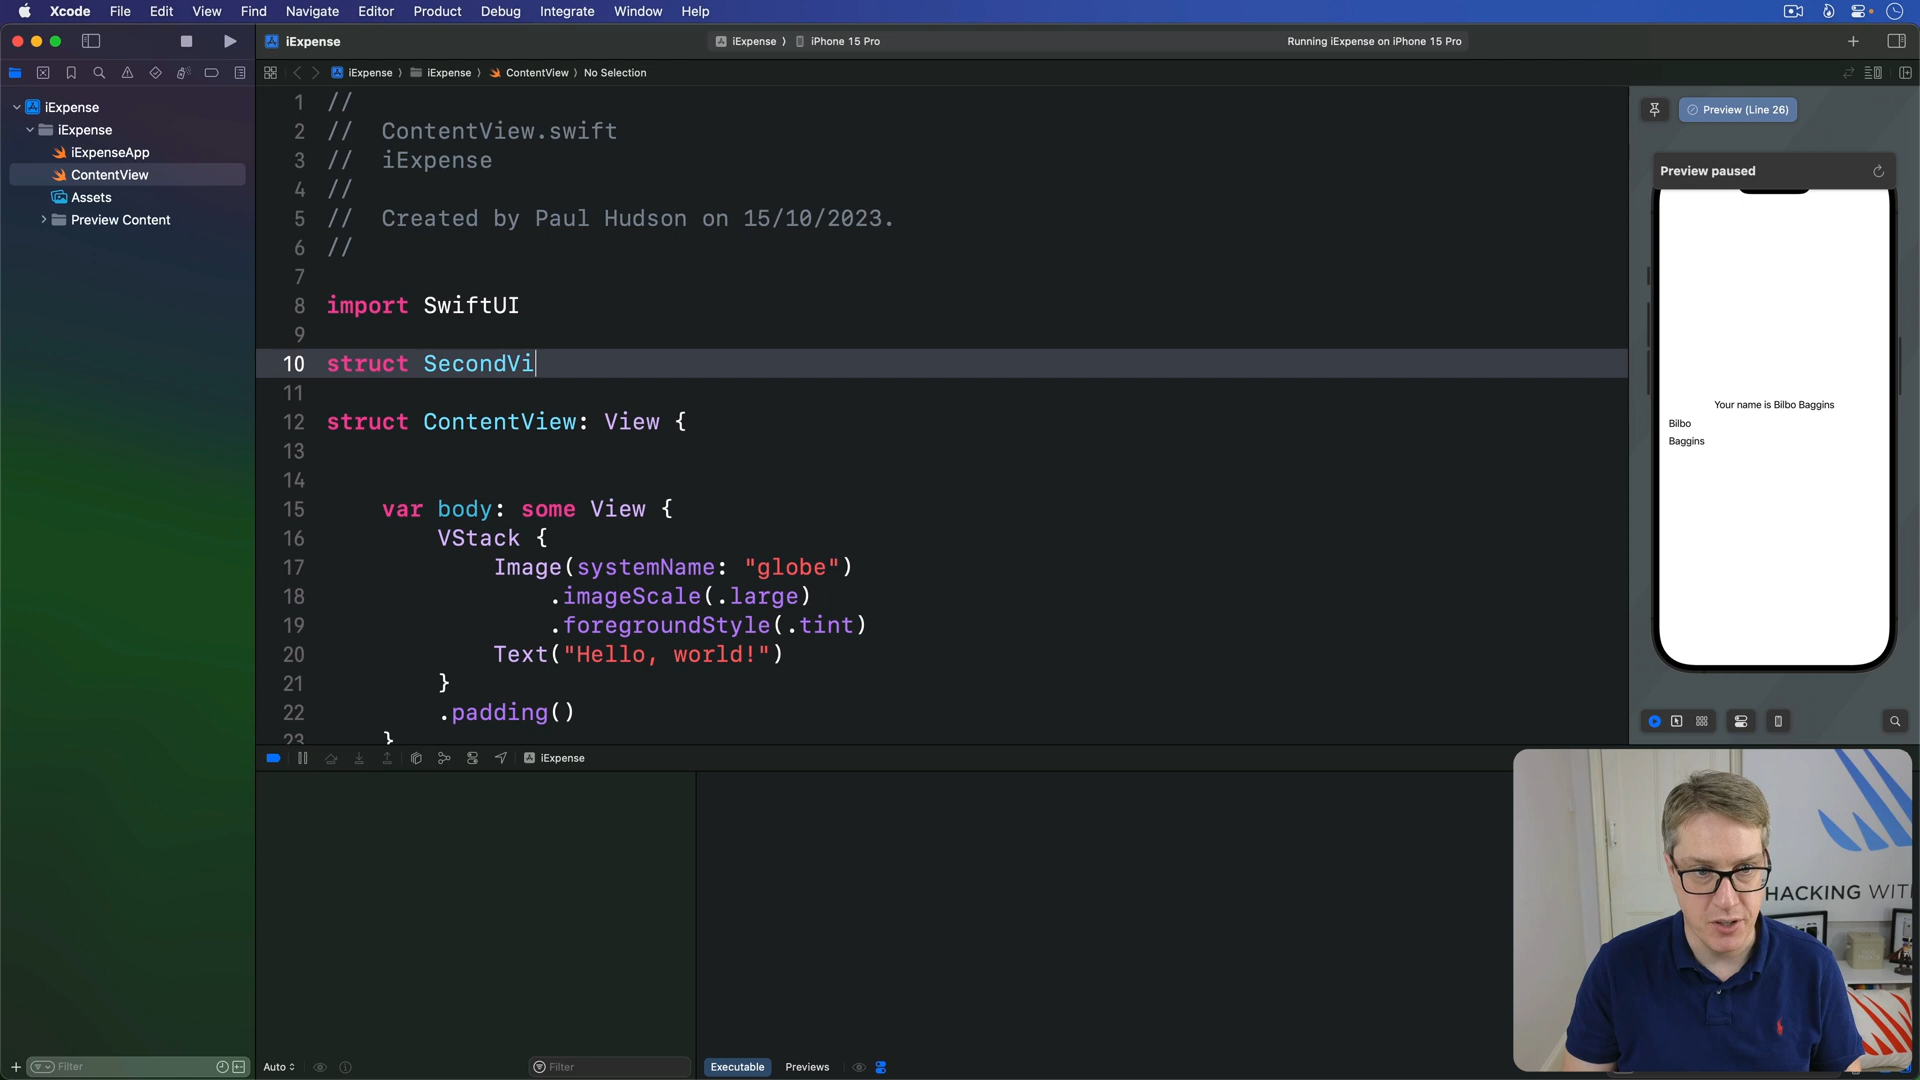 Xcode File Edit View Find Navigate Editor Product Debug Integrate Window Help
iExpense
iExpense 〉 iPhone 15 Pro
Running iExpense on iPhone 15 Pro
iExpense 〉 iExpense 〉 ContentView 〉 No Selection
iExpense
iExpense
iExpenseApp
ContentView
Assets
Preview Content
1 //
2 //  ContentView.swift
3 //  iExpense
4 //
5 //  Created by Paul Hudson on 15/10/2023.
6 //
7
8 import SwiftUI
9
10 struct SecondVi
11
12 struct ContentView: View {
13
14
15     var body: some View {
16         VStack {
17             Image(systemName: "globe")
18                 .imageScale(.large)
19                 .foregroundStyle(.tint)
20             Text("Hello, world!")
21         }
22         .padding()
23     }
Preview (Line 26)
Preview paused
Your name is Bilbo Baggins
Bilbo
Baggins
iExpense
HACKING WIT
Filter
Auto
Filter
Executable Previews